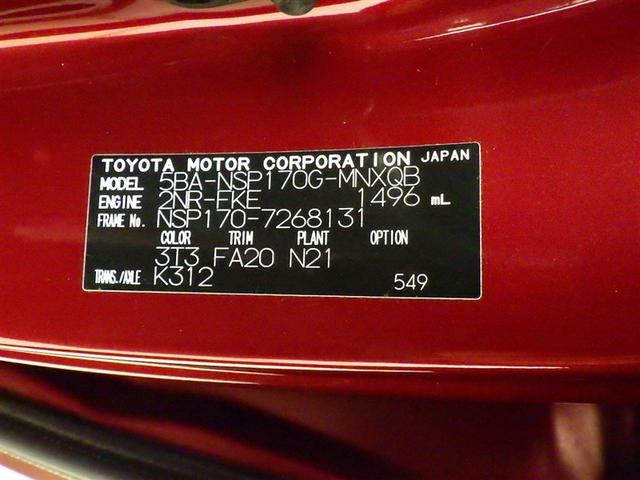 TOYOTA MOTOR CORPORATION JAPAN
MODEL 5BA-NSP170G-MNXQB
ENGINE 2NR-FKE 1496 mL
FRAME No. NSP170-7268131
COLOR TRIM PLANT OPTION
3T3 FA20 N21
TRANS./AXLE K312 549